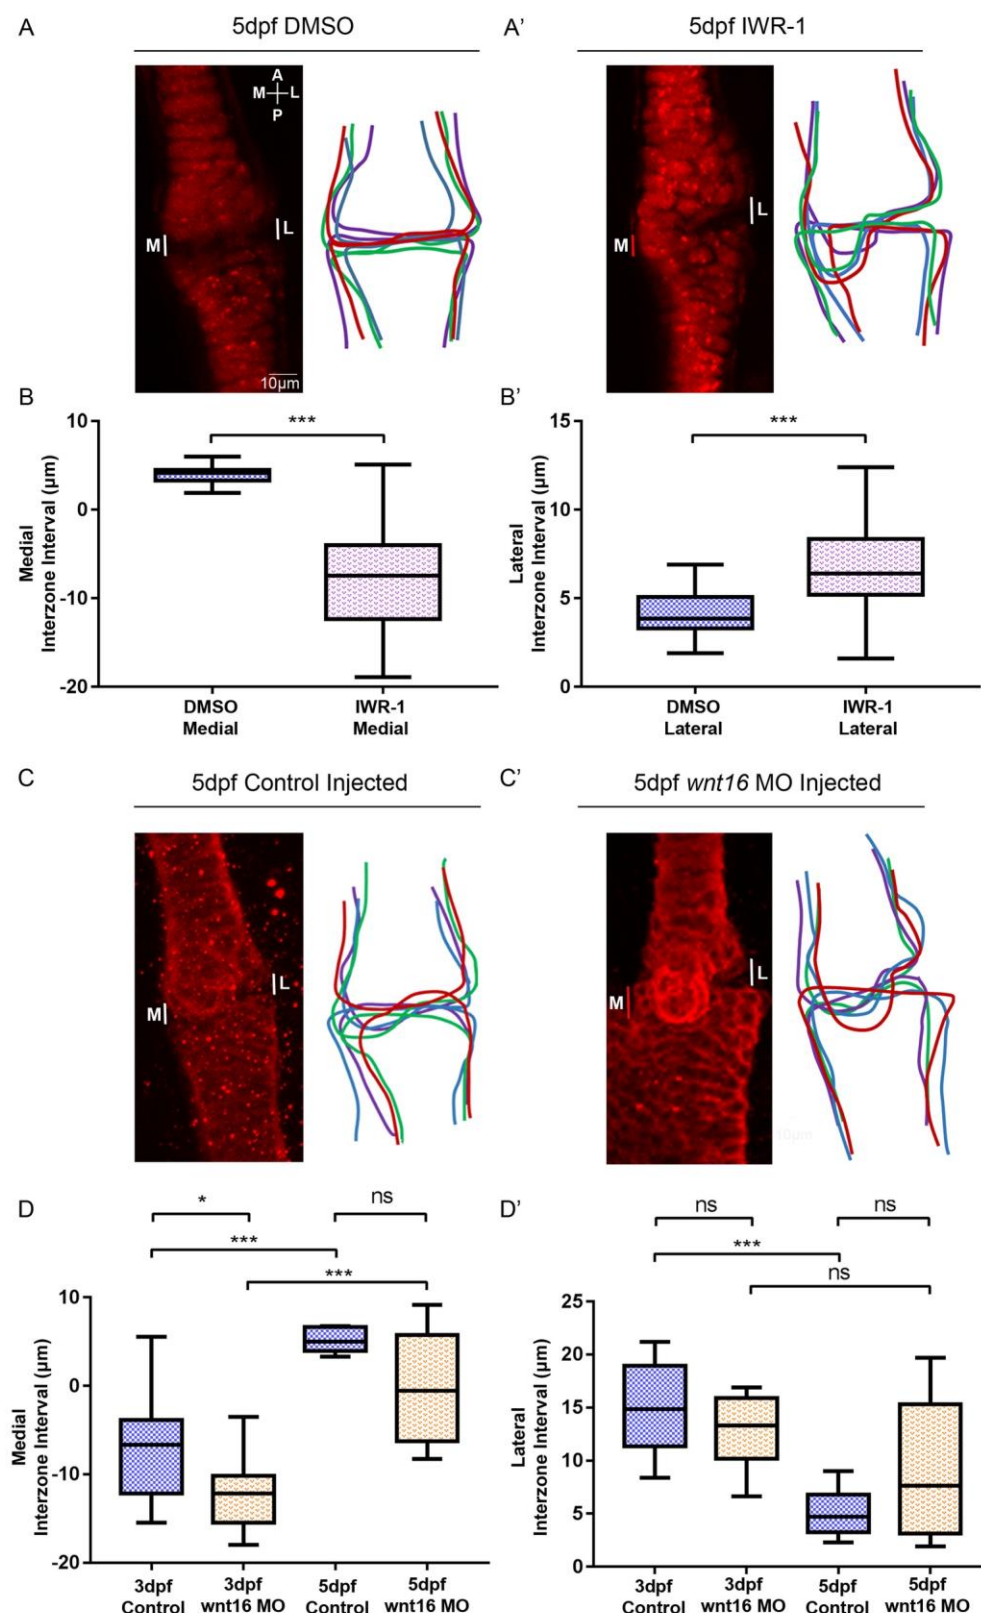 A
5dpf DMSO
A'
5dpf IWR-1
A
M L
P
M
L
10µm
M
L
B
***
10
0
-10
-20
Medial
Interzone Interval (µm)
DMSO
Medial
IWR-1
Medial
B'
***
15
10
5
0
Lateral
Interzone Interval (µm)
DMSO
Lateral
IWR-1
Lateral
C
5dpf Control Injected
C'
5dpf wnt16 MO Injected
M
L
M
L
10µm
D
*
ns
***
***
10
0
-10
-20
Medial
Interzone Interval (µm)
3dpf
Control
3dpf
wnt16 MO
5dpf
Control
5dpf
wnt16 MO
D'
ns
ns
***
ns
25
20
15
10
5
0
Lateral
Interzone Interval (µm)
3dpf
Control
3dpf
wnt16 MO
5dpf
Control
5dpf
wnt16 MO